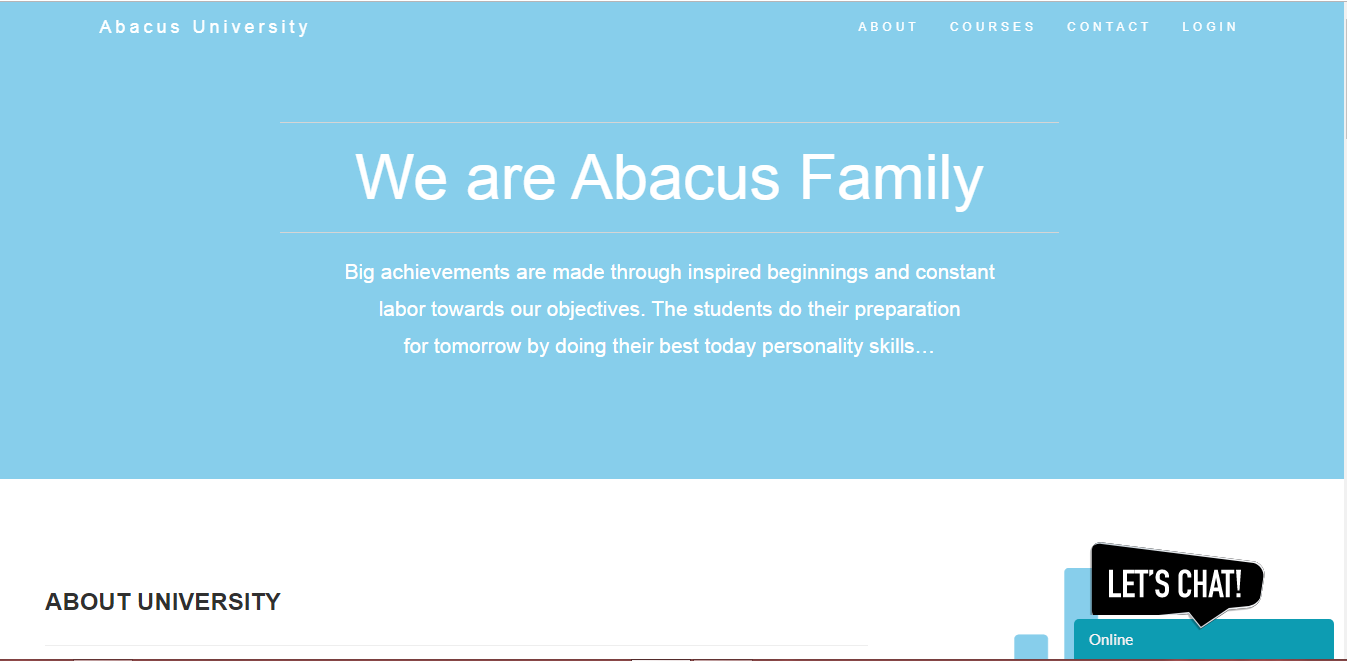 Abacus University
ABOUT COURSES CONTACT LOGIN
We are Abacus Family
Big achievements are made through inspired beginnings and constant
labor towards our objectives. The students do their preparation
for tomorrow by doing their best today personality skills…
ABOUT UNIVERSITY
LET'S CHAT!
Online